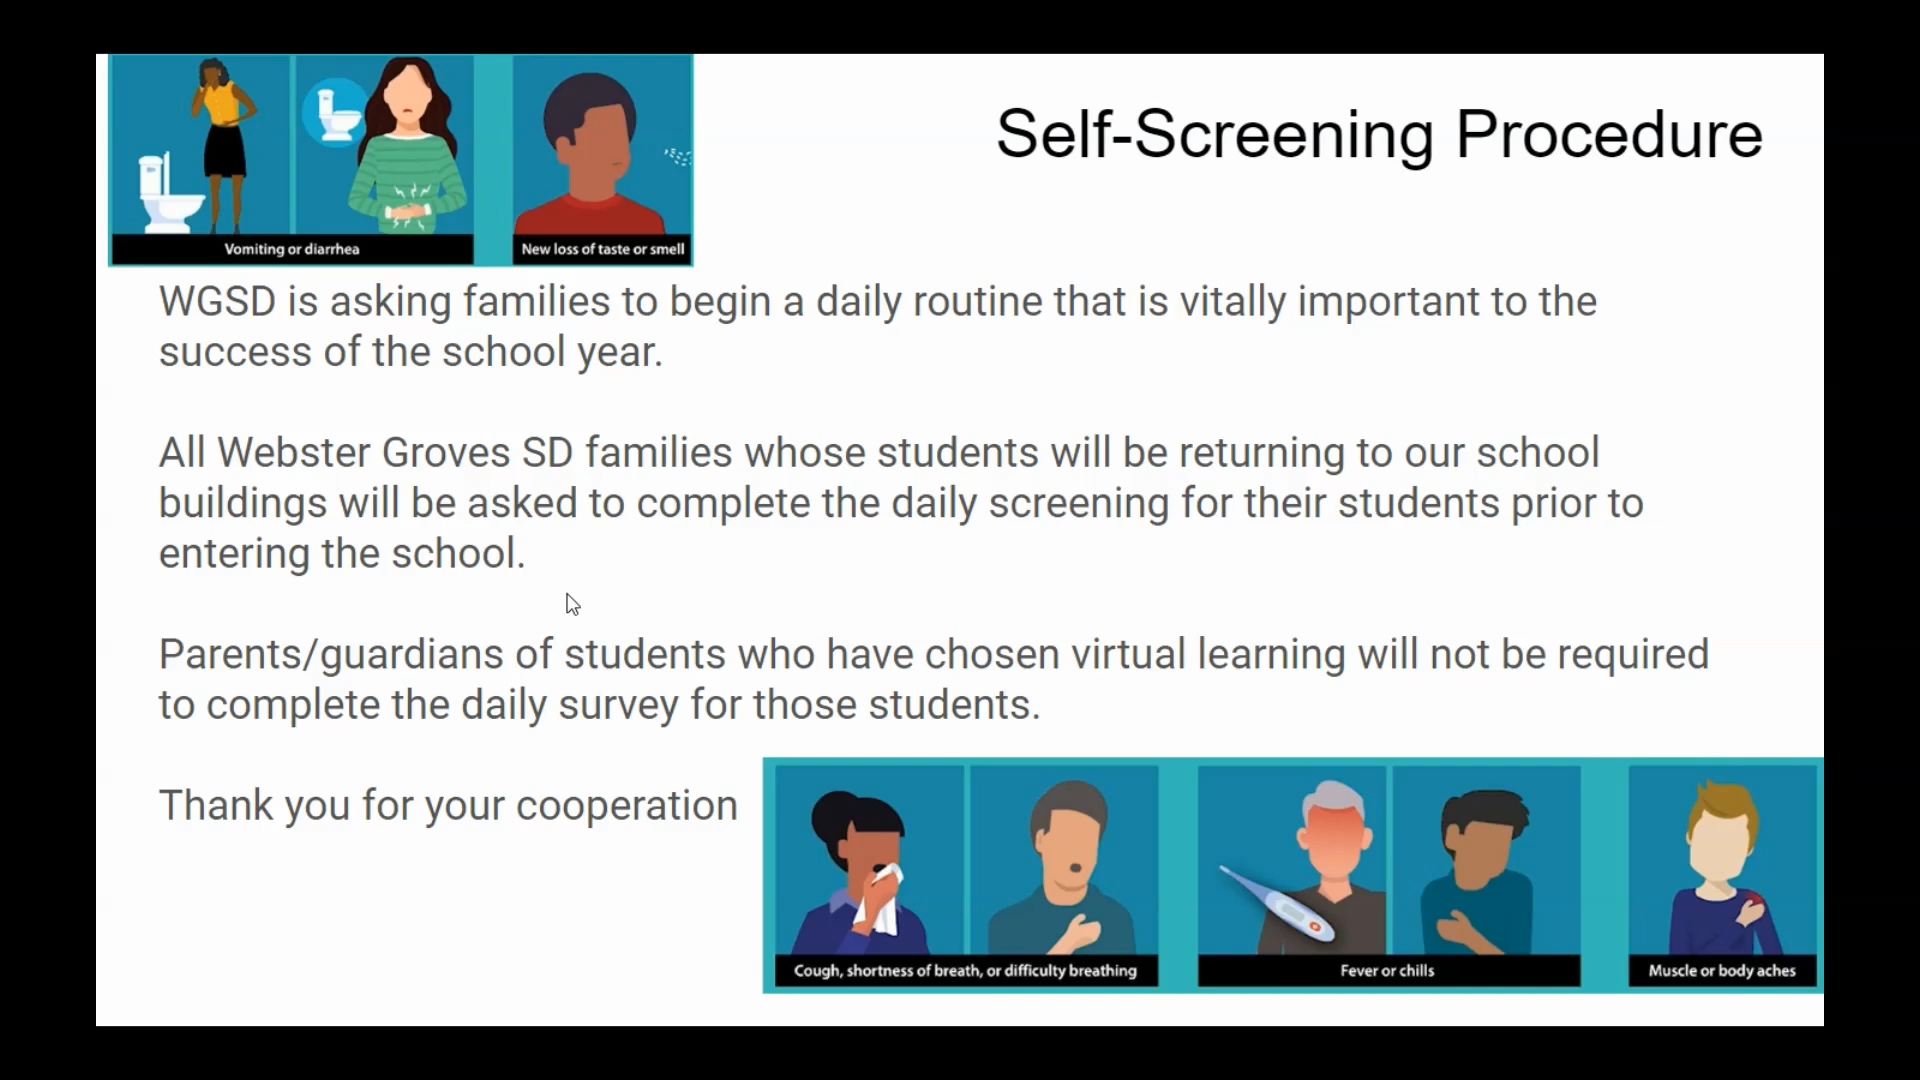 Vomiting or diarrhea
New loss of taste or smell
Self-Screening Procedure
WGSD is asking families to begin a daily routine that is vitally important to the
success of the school year.
All Webster Groves SD families whose students will be returning to our school
buildings will be asked to complete the daily screening for their students prior to
entering the school.
Parents/guardians of students who have chosen virtual learning will not be required
to complete the daily survey for those students.
Thank you for your cooperation
Cough, shortness of breath, or difficulty breathing
Fever or chills
Muscle or body aches